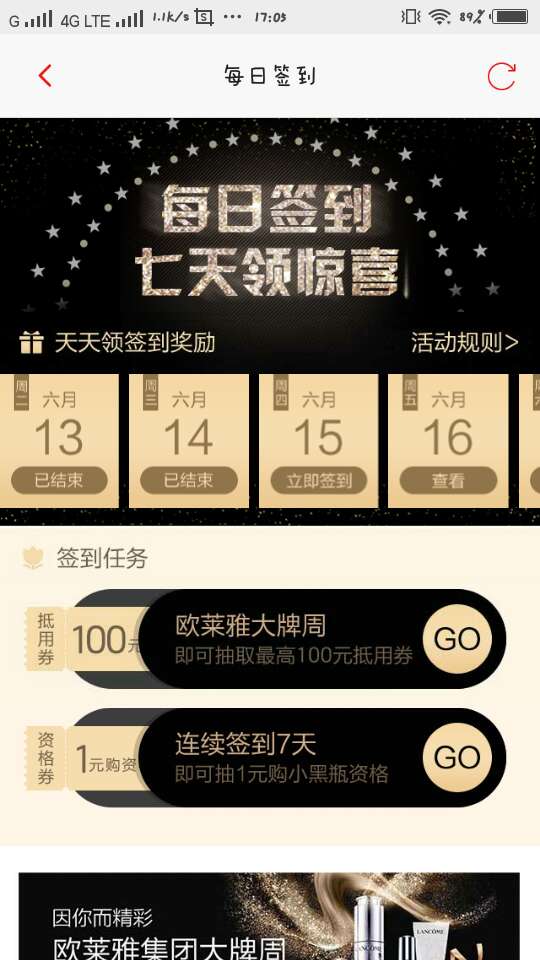 G 4G LTE 1.1k/s S ··· 17:05 89%
每日签到
每日签到
七天领惊喜
天天领签到奖励 活动规则>
周二 六月 13 已结束
周三 六月 14 已结束
周四 六月 15 立即签到
周五 六月 16 查看
签到任务
抵用券 100元
欧莱雅大牌周
即可抽取最高100元抵用券
GO
资格券 1元购资
连续签到7天
即可抽1元购小黑瓶资格
GO
因你而精彩
欧莱雅集团大牌周
LANCÔME